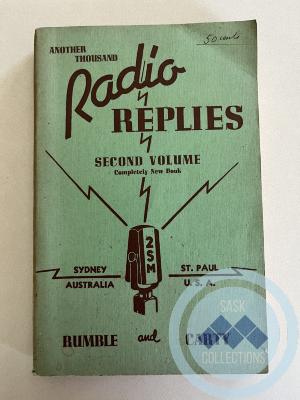 50 cents
ANOTHER
THOUSAND
Radio
REPLIES
SECOND VOLUME
Completely New Book
2SM
SYDNEY
AUSTRALIA
ST. PAUL
U. S. A.
RUMBLE and CARTY
SASK
COLLECTIONS